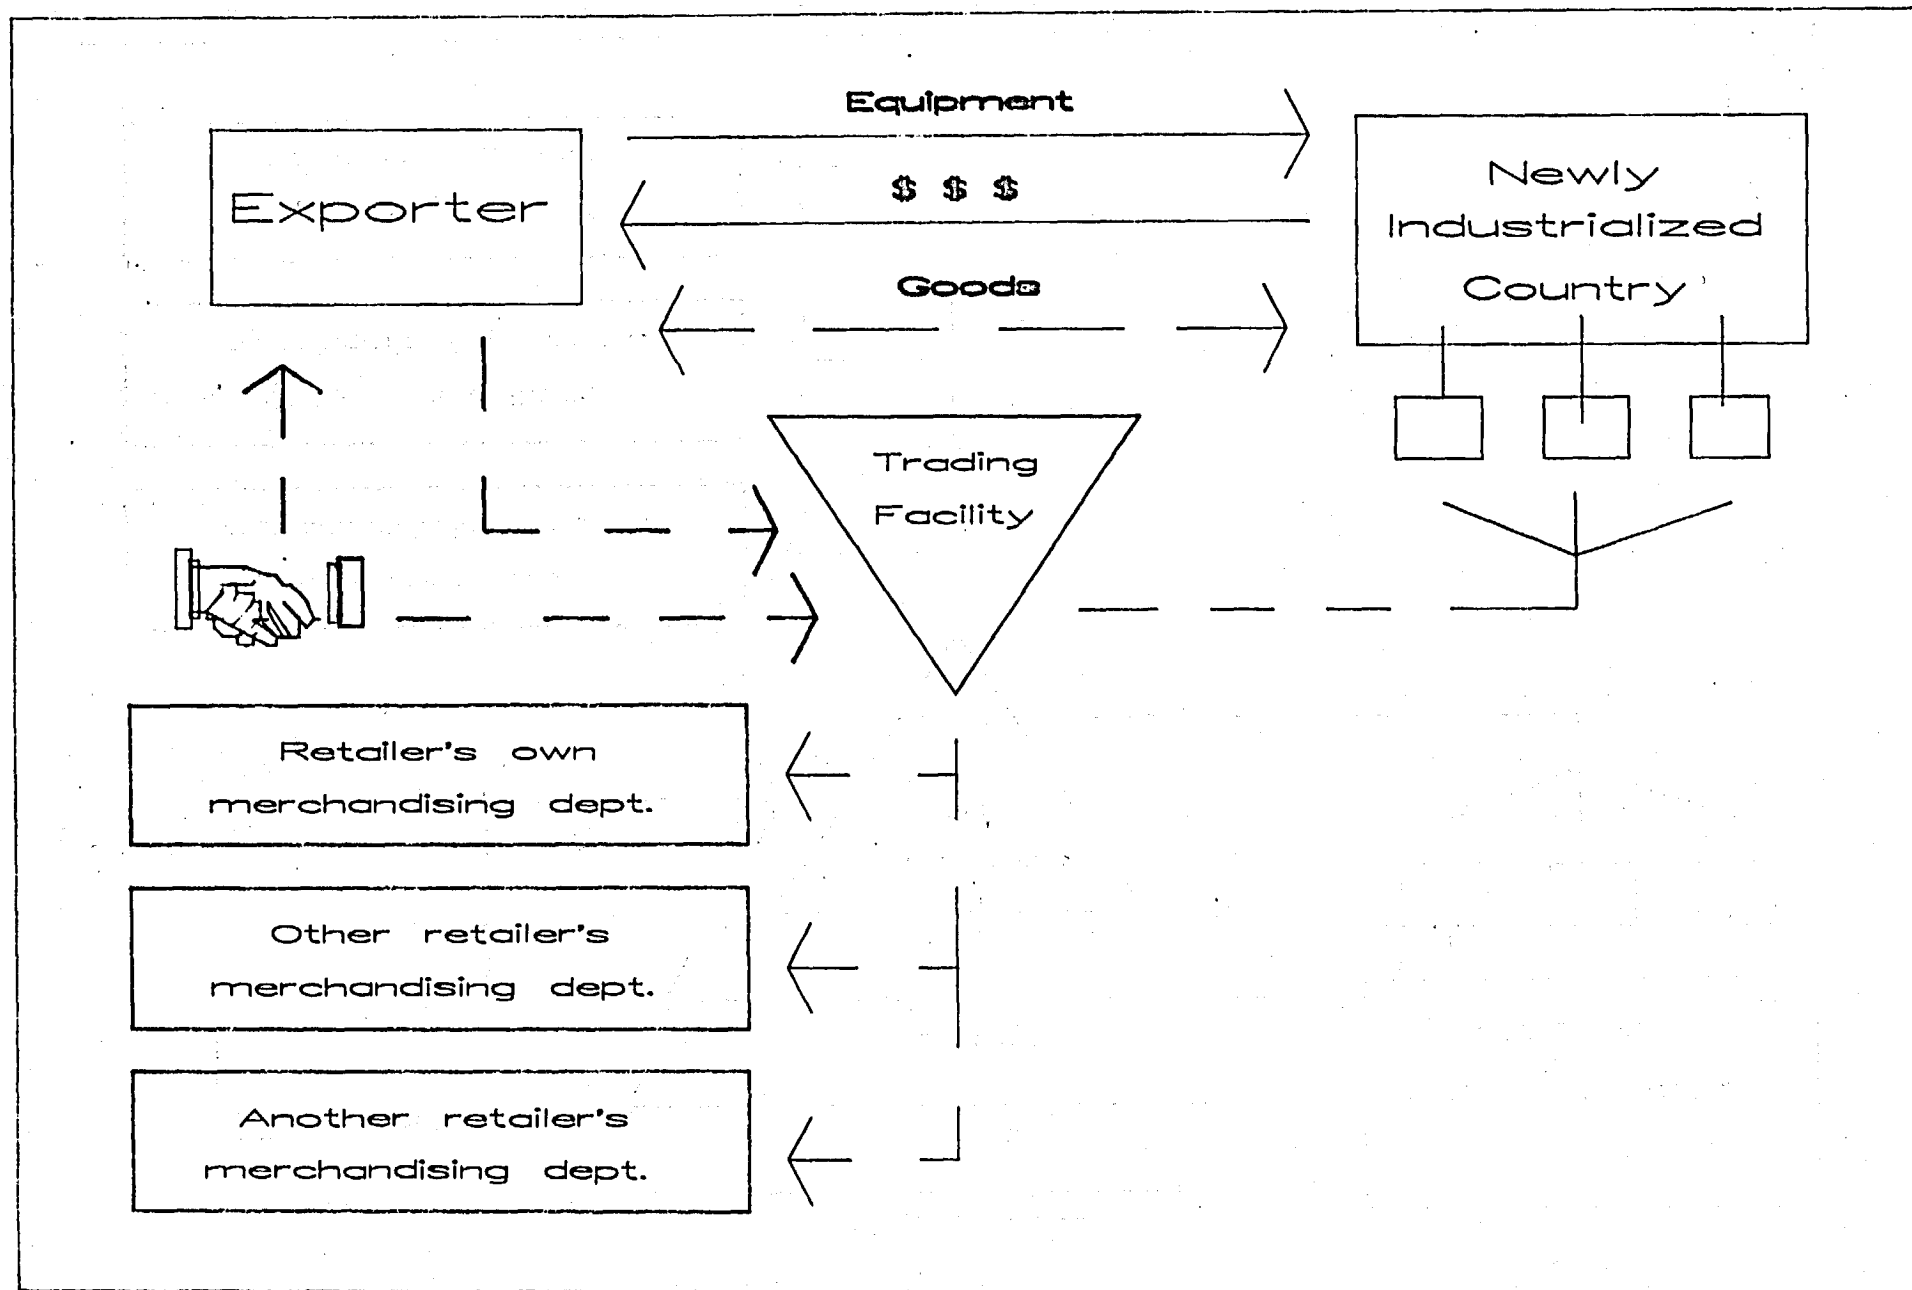 Equipment
$ $ $
Goods
Exporter
Newly
Industrialized
Country
Trading
Facility
Retailer's own
merchandising dept.
Other retailer's
merchandising dept.
Another retailer's
merchandising dept.